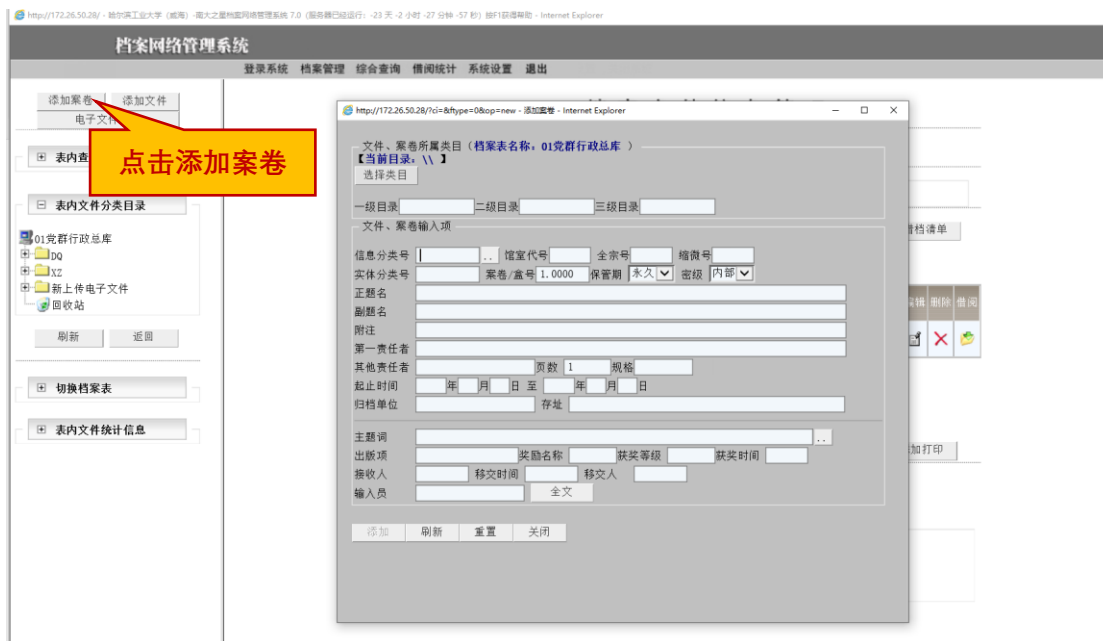 http://172.26.50.28/ - 哈尔滨工业大学（威海）-南大之星档案网络管理系统 7.0（服务器已经运行：-23 天 -2 小时 -27 分钟 -57 秒）按F1获得帮助 - Internet Explorer
档案网络管理系统
登录系统 档案管理 综合查询 借阅统计 系统设置 退出
添加案卷 添加文件
电子文件
点击添加案卷
表内查
表内文件分类目录
01党群行政总库
DQ
XZ
新上传电子文件
回收站
刷新 返回
切换档案表
表内文件统计信息
http://172.26.50.28/?ci=&ftype=0&op=new - 添加案卷 - Internet Explorer
文件、案卷所属类目（档案表名称：01党群行政总库 ）
【当前目录：\\ 】
选择类目
一级目录 二级目录 三级目录
文件、案卷输入项
信息分类号 .. 馆室代号 全宗号 缩微号
实体分类号 案卷/盒号 1.0000 保管期 永久 密级 内部
正题名
副题名
附注
第一责任者
其他责任者 页数 1 规格
起止时间 年 月 日 至 年 月 日
归档单位 存址
主题词 ..
出版项 奖励名称 获奖等级 获奖时间
接收人 移交时间 移交人
输入员 全文
添加 刷新 重置 关闭
档清单
编辑 删除 借阅
加打印